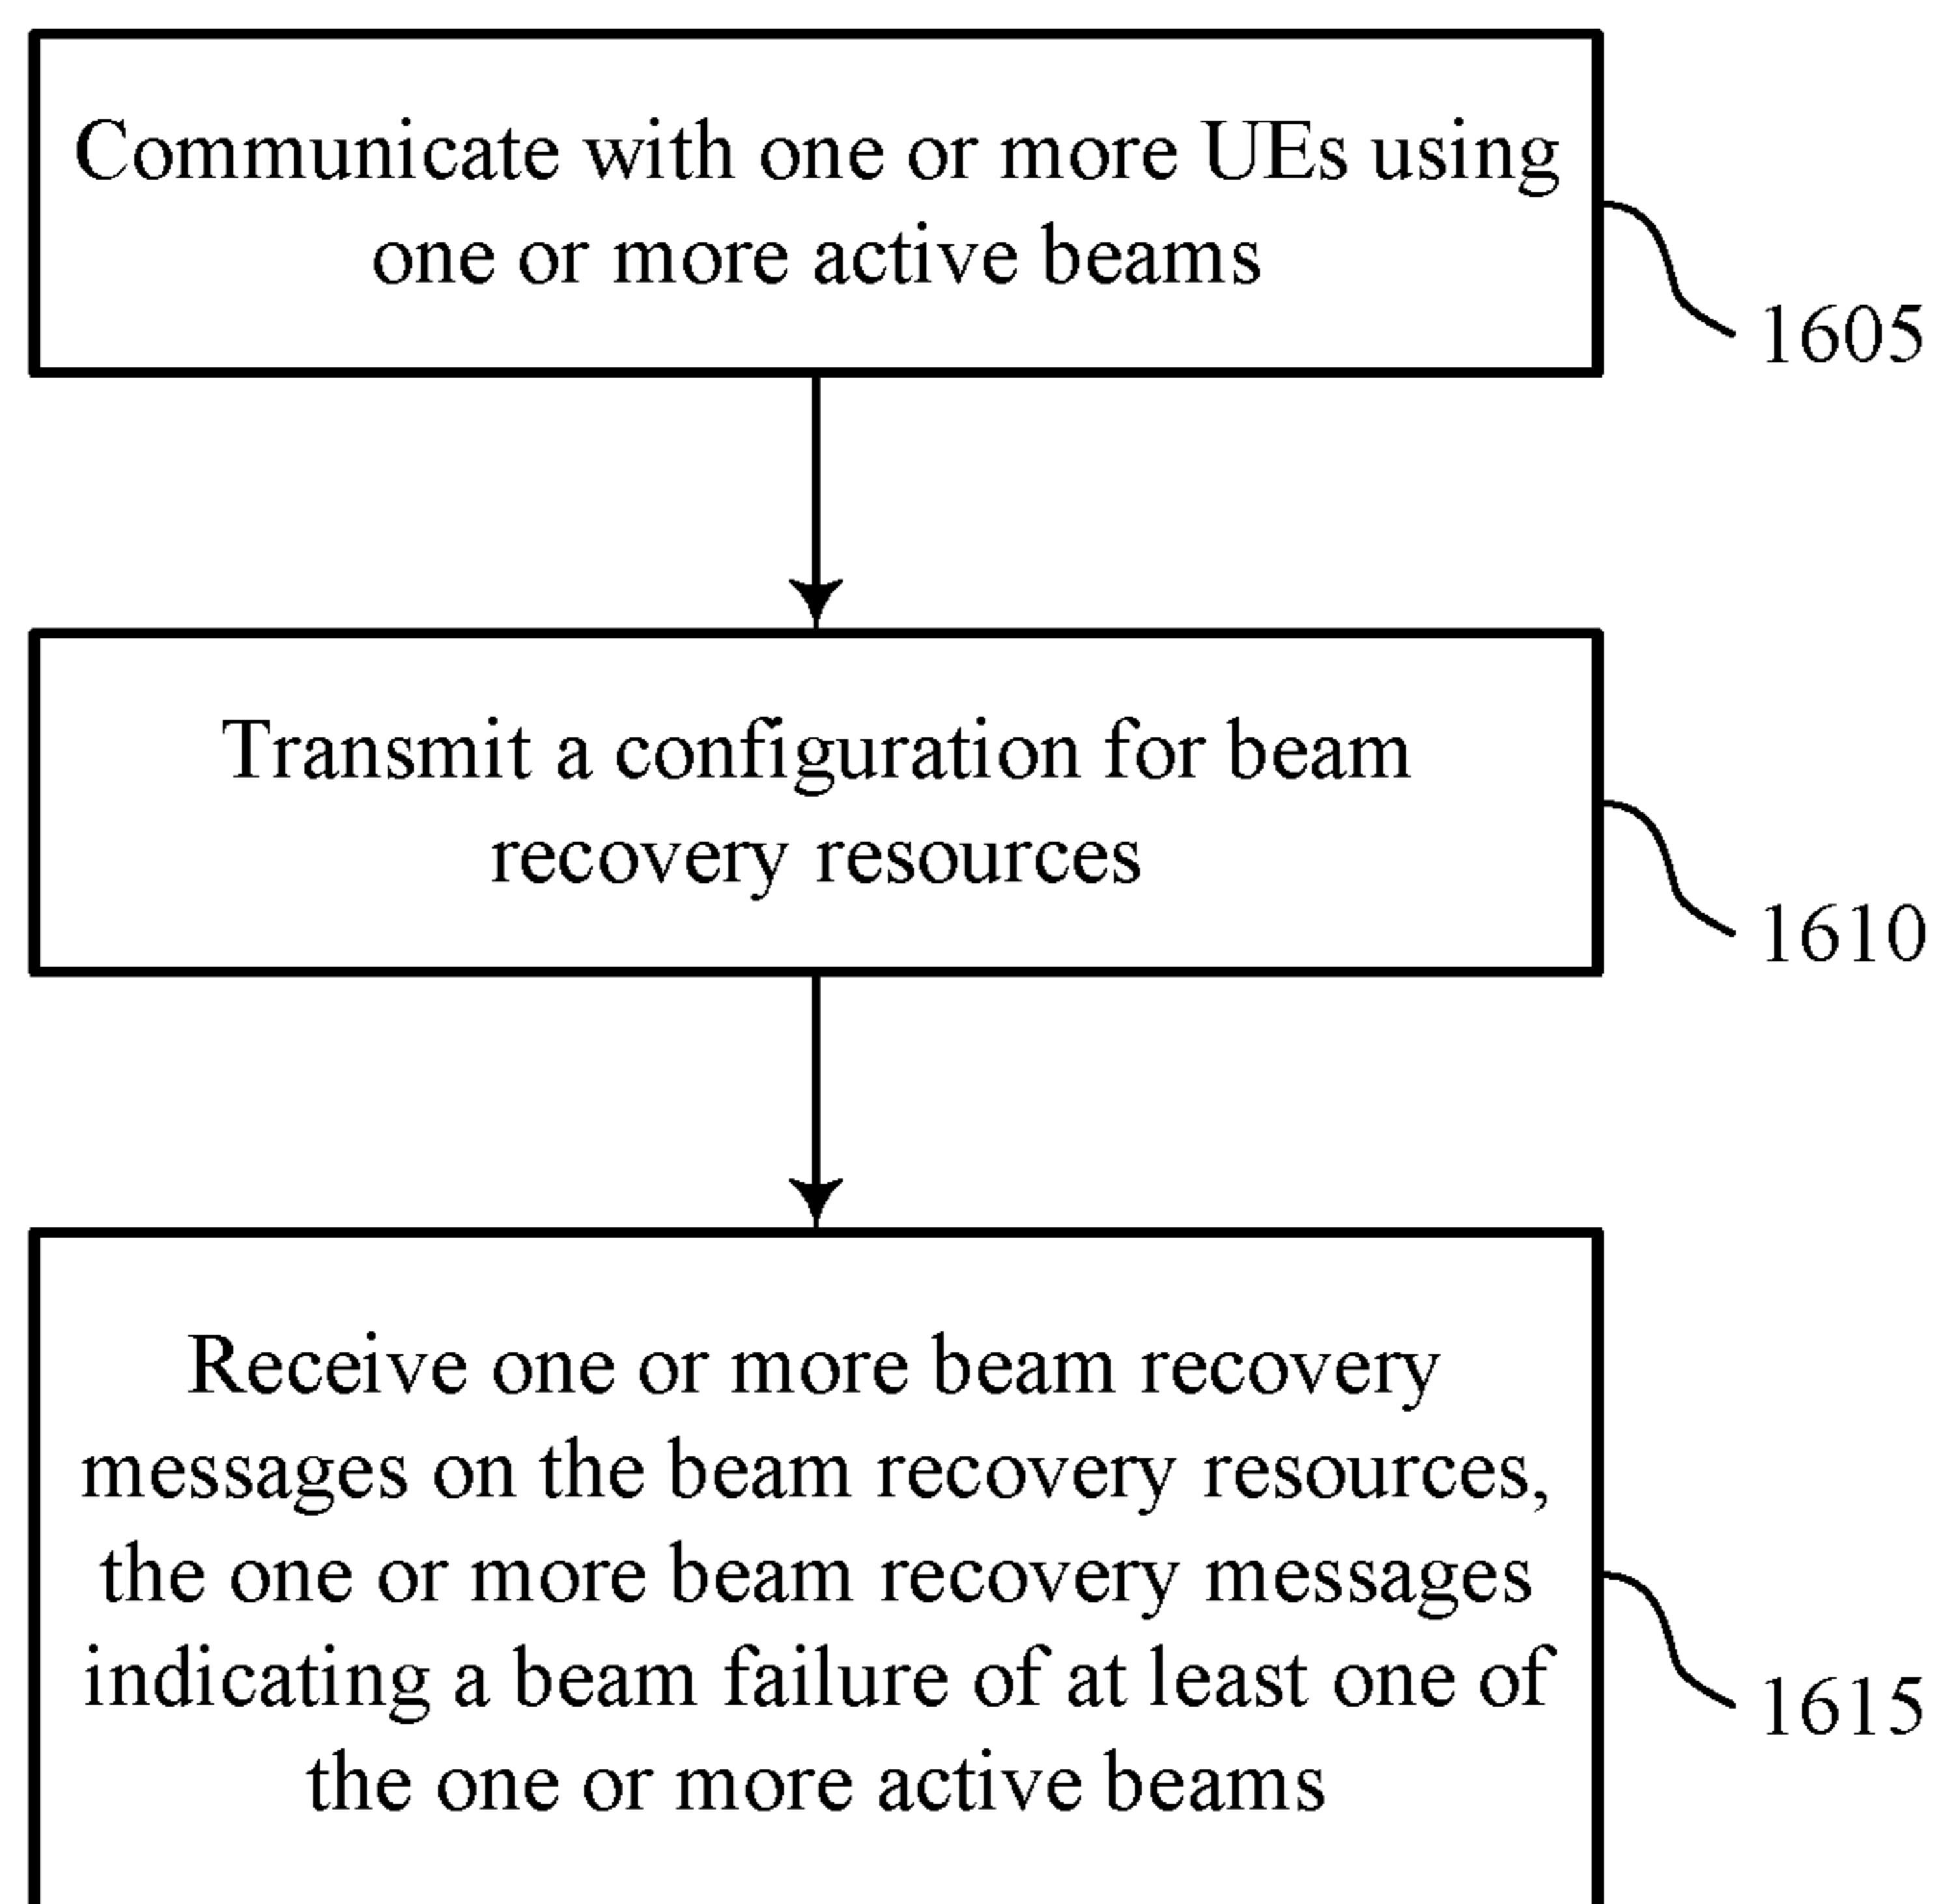 Communicate with one or more UEs using
one or more active beams
1605
Transmit a configuration for beam
recovery resources
1610
Receive one or more beam recovery
messages on the beam recovery resources,
the one or more beam recovery messages
indicating a beam failure of at least one of
the one or more active beams
1615